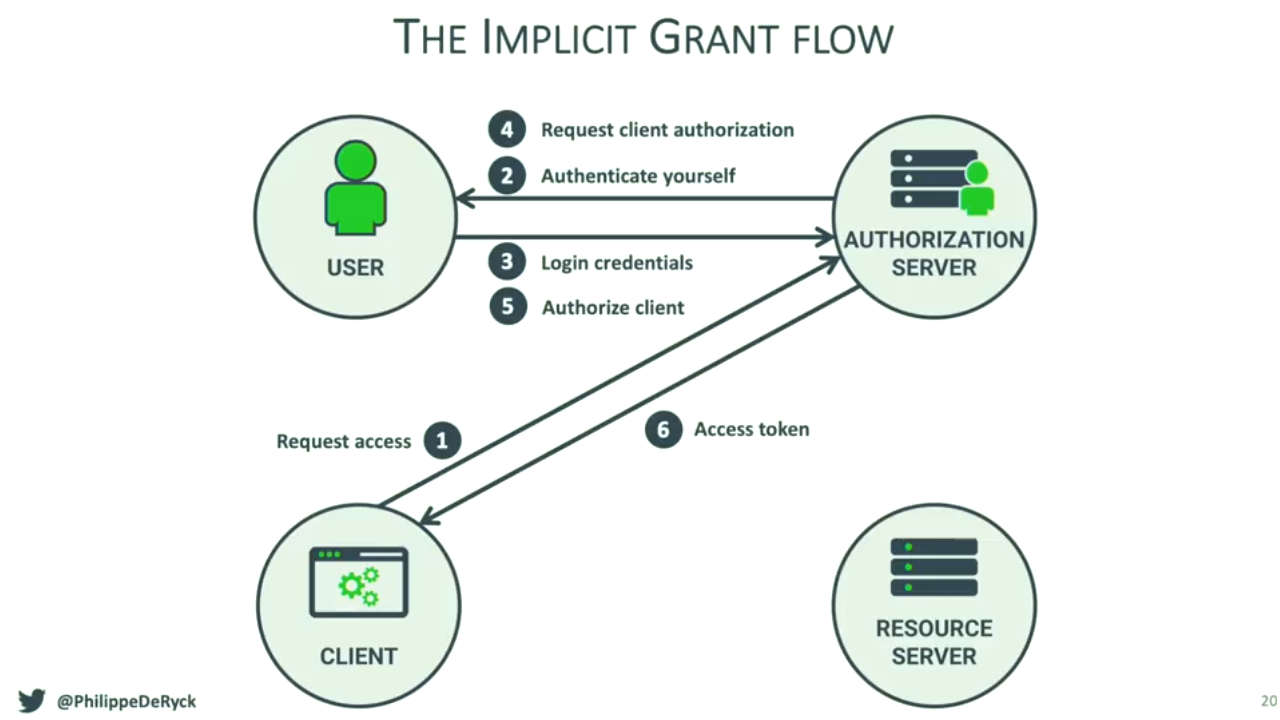 THE IMPLICIT GRANT FLOW
4 Request client authorization
2 Authenticate yourself
USER
AUTHORIZATION
SERVER
3 Login credentials
5 Authorize client
Request access 1
6 Access token
CLIENT
RESOURCE
SERVER
@PhilippeDeRyck
20